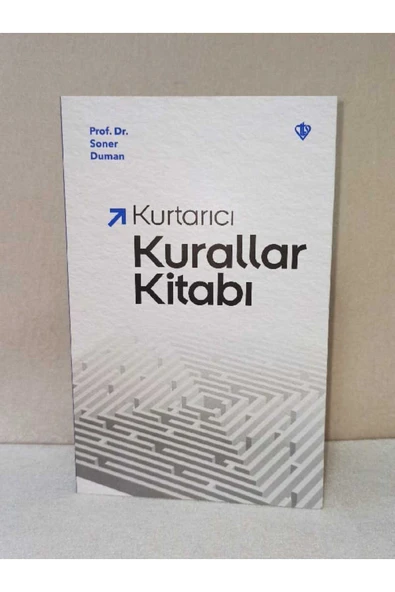 Prof. Dr.
Soner
Duman
Kurtarıcı
Kurallar
Kitabı